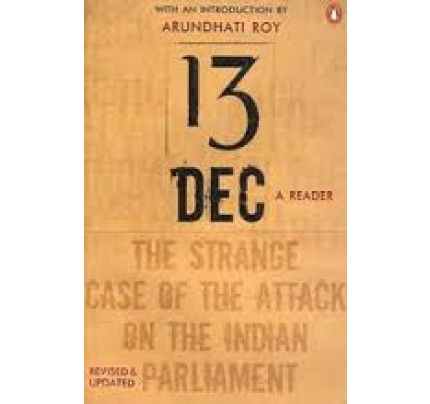 WITH AN INTRODUCTION BY
ARUNDHATI ROY
13
DEC
A READER
THE STRANGE
CASE OF THE ATTACK
ON THE INDIAN
PARLIAMENT
REVISED &
UPDATED